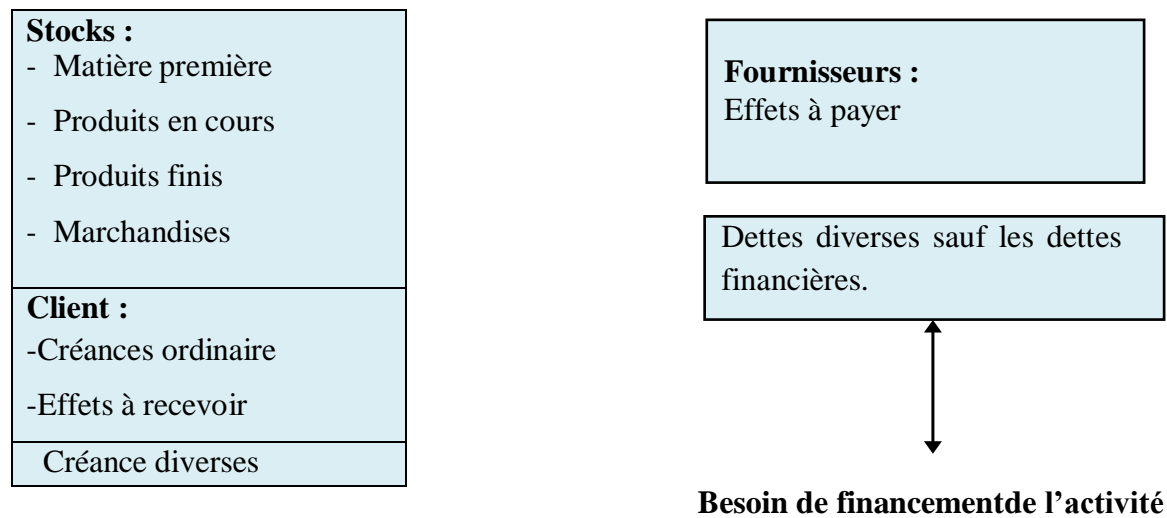 Stocks :
- Matière première
- Produits en cours
- Produits finis
- Marchandises
Client :
-Créances ordinaire
-Effets à recevoir
Créance diverses
Fournisseurs :
Effets à payer
Dettes diverses sauf les dettes
financières.
Besoin de financementde l’activité